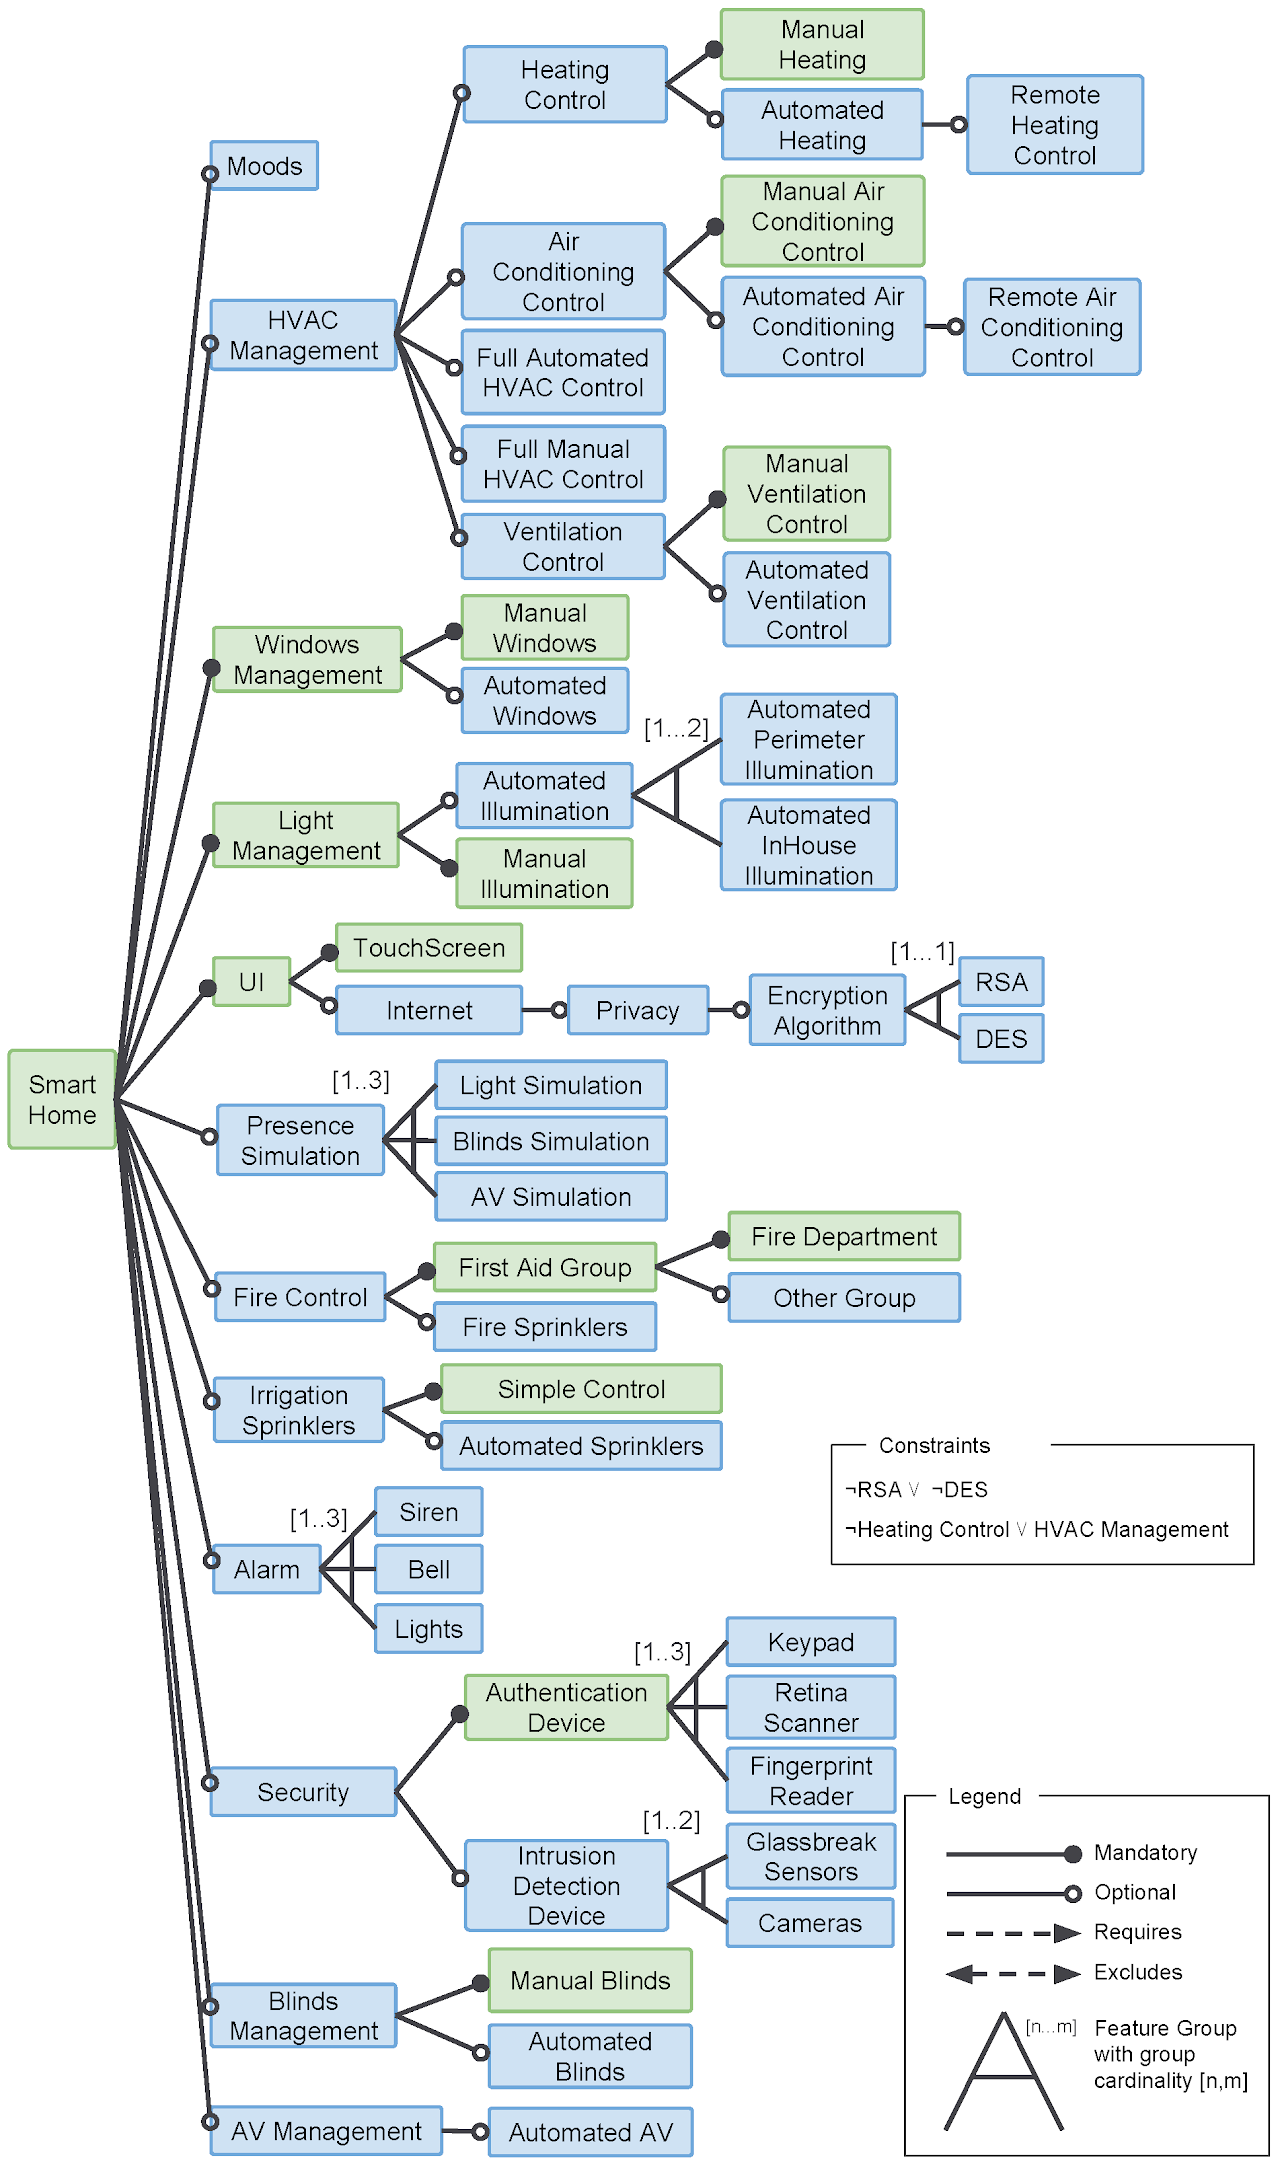 Manual
Heating
Heating
Control
Automated
Heating
Remote
Heating
Control
Moods
Manual Air
Conditioning
Control
Air
Conditioning
Control
Automated Air
Conditioning
Control
Remote Air
Conditioning
Control
HVAC
Management
Full Automated
HVAC Control
Full Manual
HVAC Control
Manual
Ventilation
Control
Ventilation
Control
Automated
Ventilation
Control
Manual
Windows
Windows
Management
Automated
Windows
[1...2]
Automated
Perimeter
Illumination
Automated
Illumination
Light
Management
Automated
InHouse
Illumination
Manual
Illumination
TouchScreen
UI
Internet
Privacy
Encryption
Algorithm
[1...1]
RSA
DES
Smart
Home
[1..3]
Light Simulation
Presence
Simulation
Blinds Simulation
AV Simulation
Fire Department
First Aid Group
Other Group
Fire Control
Fire Sprinklers
Simple Control
Irrigation
Sprinklers
Automated Sprinklers
Constraints
¬RSA ∨ ¬DES
¬Heating Control ∨ HVAC Management
[1..3]
Siren
Alarm
Bell
Lights
[1..3]
Keypad
Authentication
Device
Retina
Scanner
Fingerprint
Reader
Security
[1..2]
Glassbreak
Sensors
Intrusion
Detection
Device
Cameras
Legend
Mandatory
Optional
Requires
Excludes
[n...m]
Feature Group
with group
cardinality [n,m]
Manual Blinds
Blinds
Management
Automated
Blinds
AV Management
Automated AV